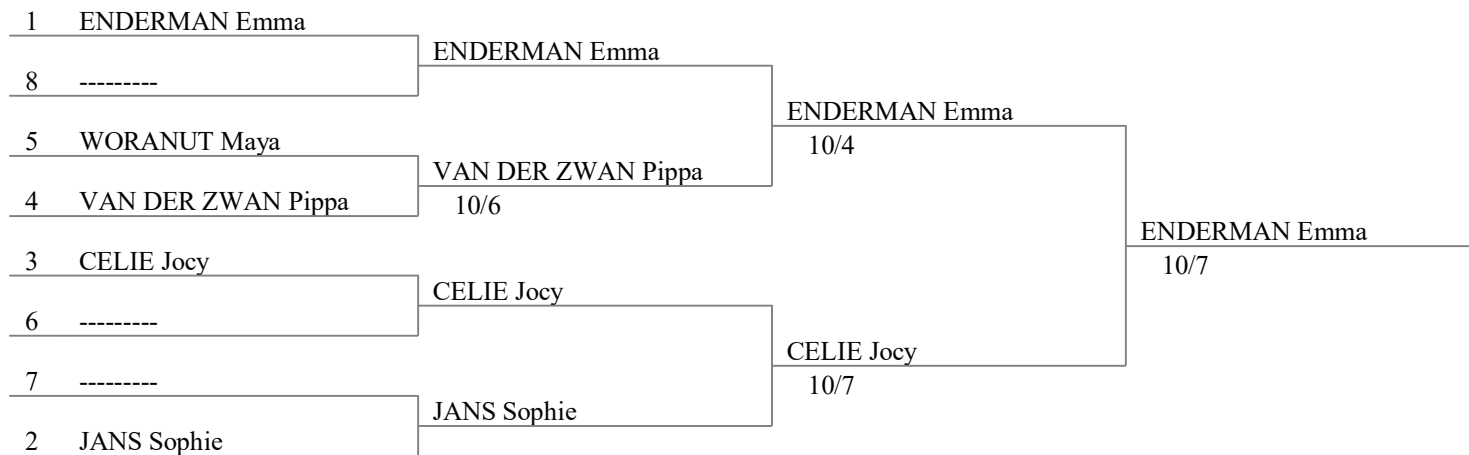 1 ENDERMAN Emma
ENDERMAN Emma
8 ---------
ENDERMAN Emma
10/4
5 WORANUT Maya
VAN DER ZWAN Pippa
10/6
4 VAN DER ZWAN Pippa
ENDERMAN Emma
10/7
3 CELIE Jocy
CELIE Jocy
6 ---------
CELIE Jocy
10/7
7 ---------
JANS Sophie
2 JANS Sophie